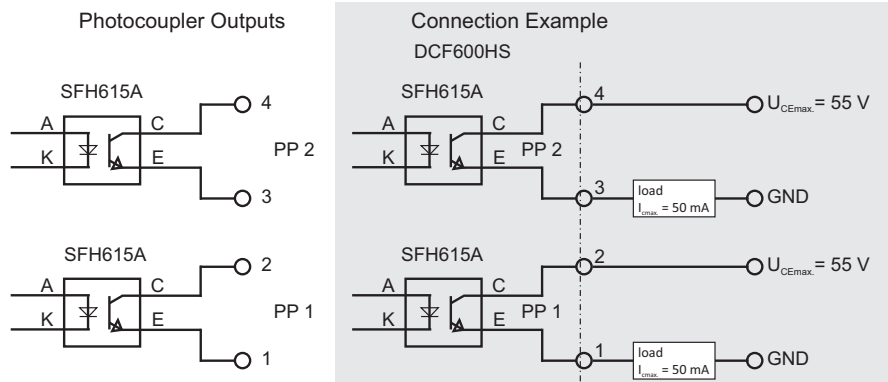 Photocoupler Outputs
Connection Example
DCF600HS
SFH615A
A
K
C
E
4
3
PP 2
SFH615A
A
K
C
E
PP 2
4
3
U_CEmax. = 55 V
load
I_cmax. = 50 mA
GND
SFH615A
A
K
C
E
2
1
PP 1
SFH615A
A
K
C
E
PP 1
2
1
U_CEmax. = 55 V
load
I_cmax. = 50 mA
GND